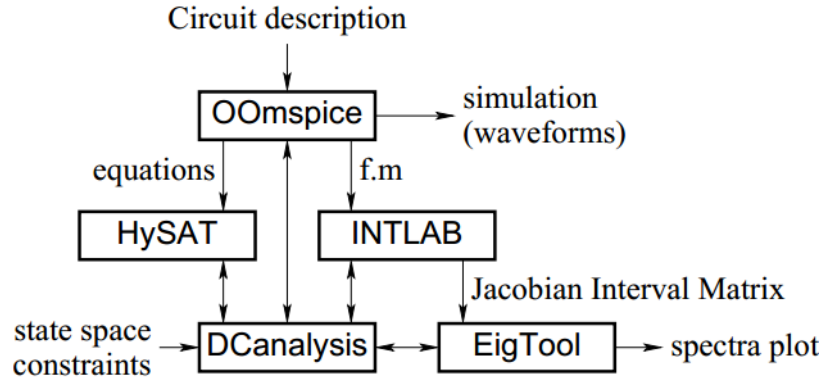 Circuit description
OOmspice
simulation
(waveforms)
equations
f.m
HySAT
INTLAB
Jacobian Interval Matrix
state space
constraints
DCanalysis
EigTool
spectra plot